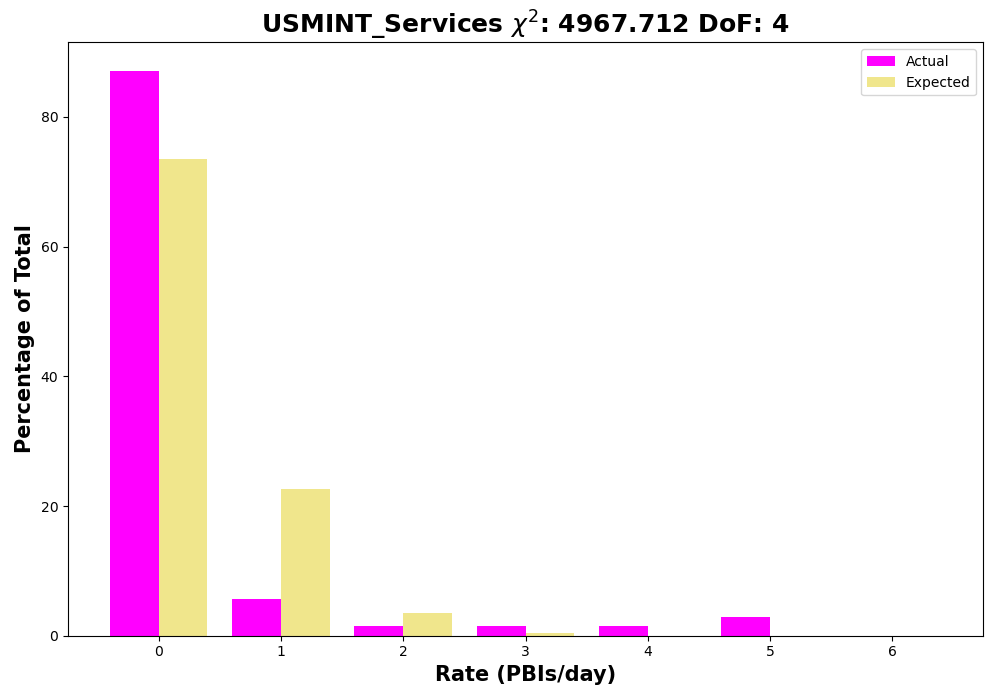 USMINT_Services χ²: 4967.712 DoF: 4
Actual
Expected
Percentage of Total
80
60
40
20
0
0 1 2 3 4 5 6
Rate (PBIs/day)